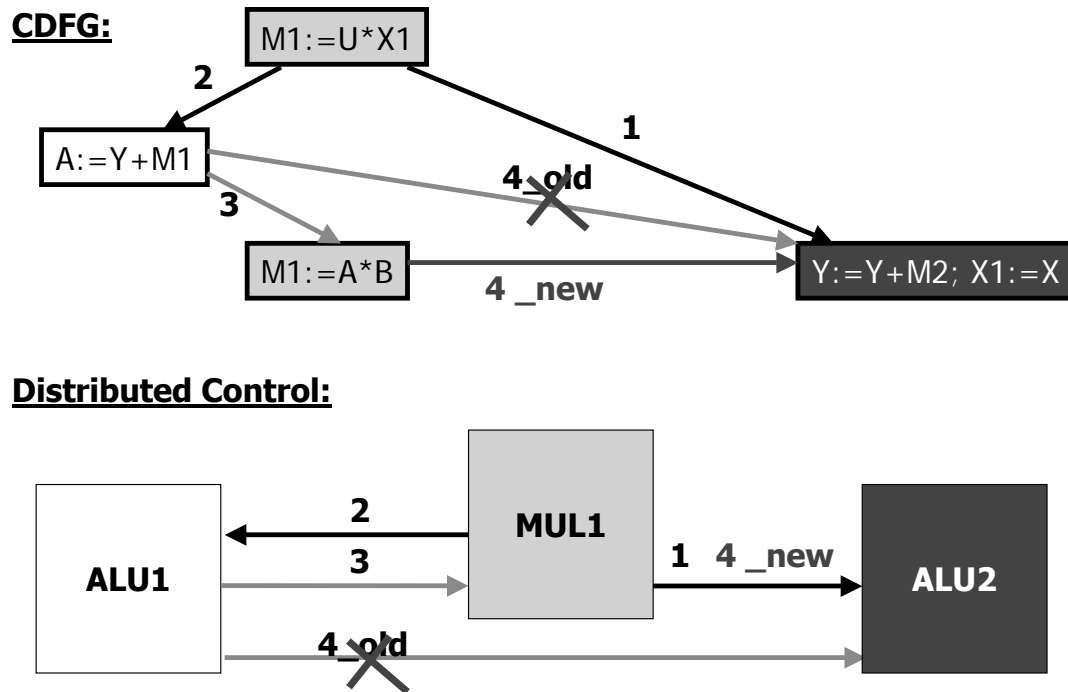 CDFG:
M1:=U*X1
2
1
A:=Y+M1
4_old
3
M1:=A*B
4 _new
Y:=Y+M2; X1:=X
Distributed Control:
ALU1
2
3
MUL1
1 4 _new
ALU2
4_old